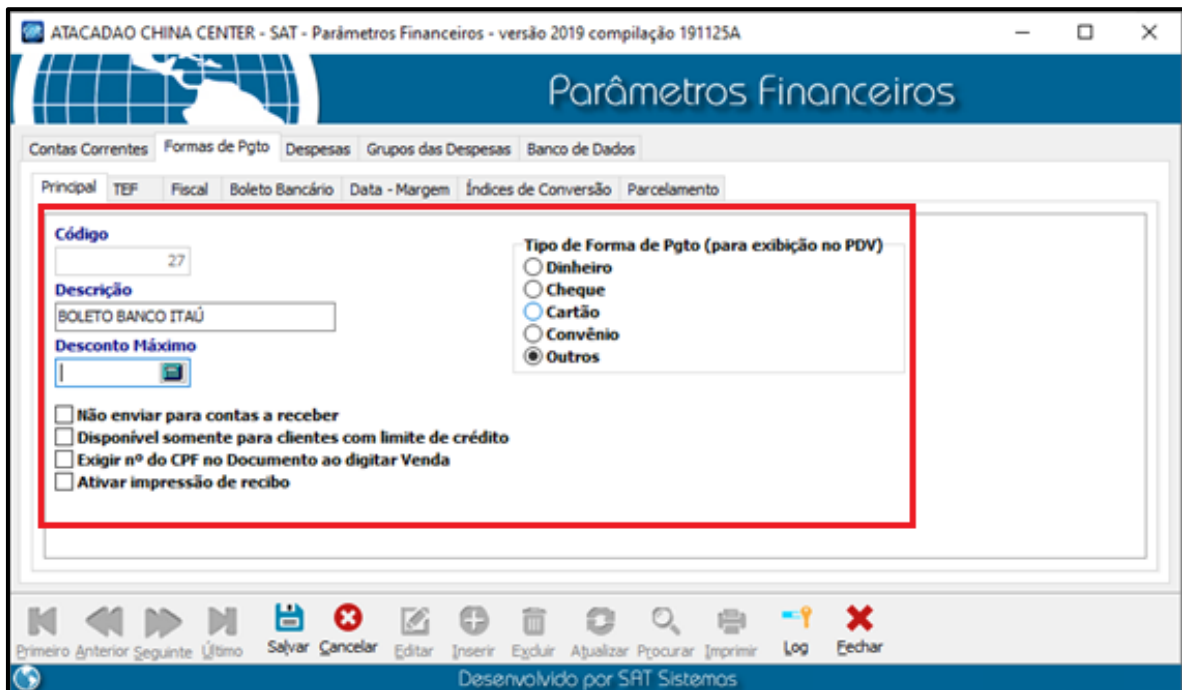 ATACADAO CHINA CENTER - SAT - Parâmetros Financeiros - versão 2019 compilação 191125A
Parâmetros Financeiros
Contas Correntes Formas de Pgto Despesas Grupos das Despesas Banco de Dados
Principal TEF Fiscal Boleto Bancário Data - Margem Índices de Conversão Parcelamento
Código
27
Descrição
BOLETO BANCO ITAÚ
Desconto Máximo
Tipo de Forma de Pgto (para exibição no PDV)
Dinheiro
Cheque
Cartão
Convênio
Outros
Não enviar para contas a receber
Disponível somente para clientes com limite de crédito
Exigir nº do CPF no Documento ao digitar Venda
Ativar impressão de recibo
Primeiro Anterior Seguinte Último Salvar Cancelar Editar Inserir Excluir Atualizar Procurar Imprimir Log Fechar
Desenvolvido por SAT Sistemas